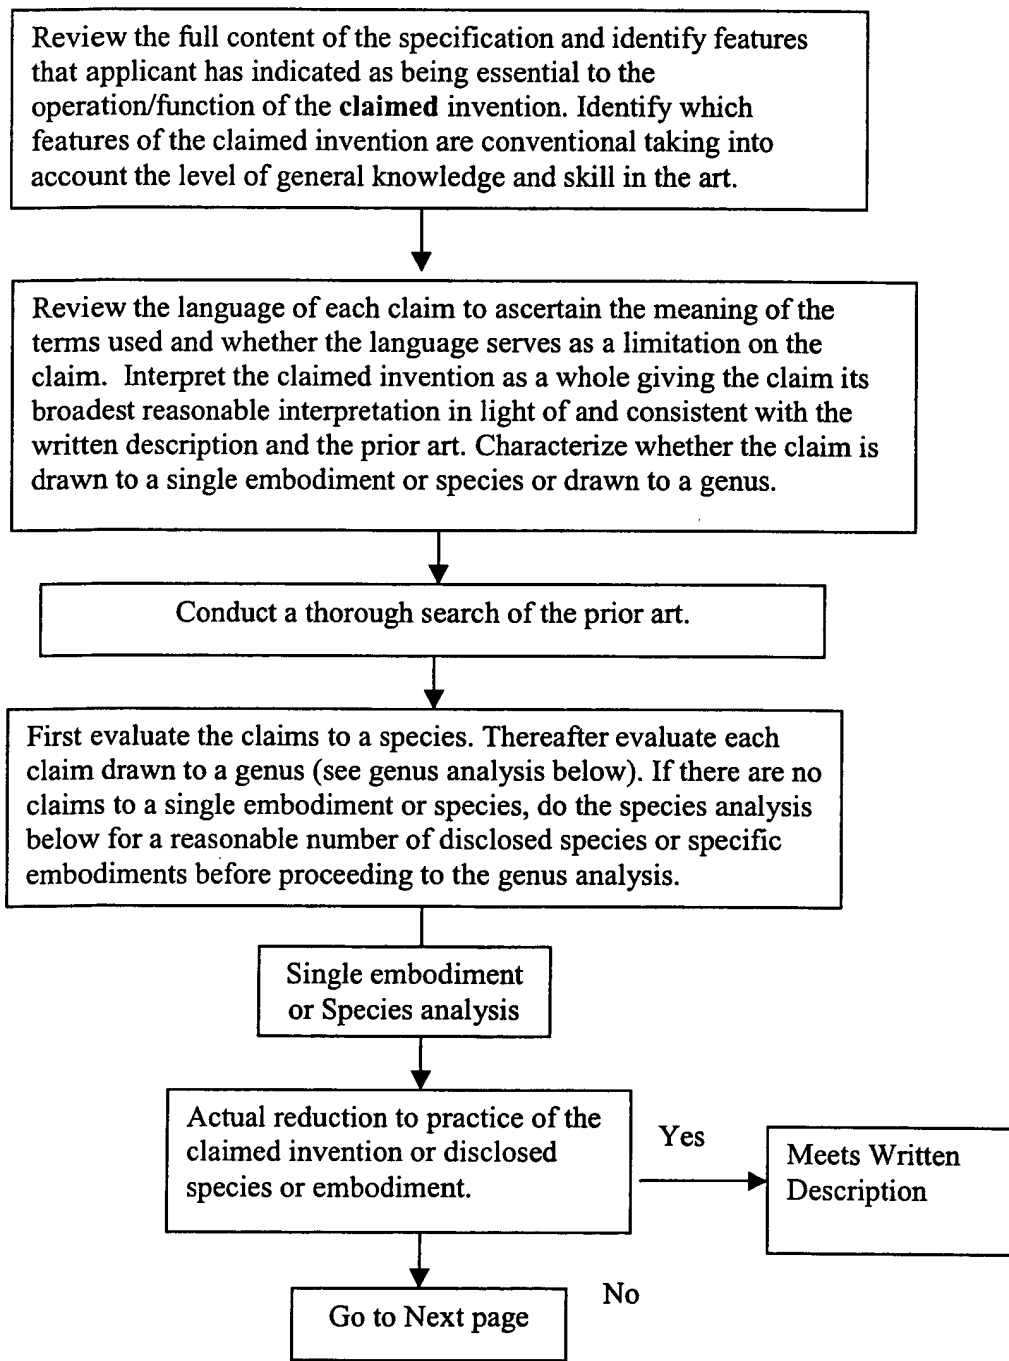 Review the full content of the specification and identify features
that applicant has indicated as being essential to the
operation/function of the claimed invention. Identify which
features of the claimed invention are conventional taking into
account the level of general knowledge and skill in the art.
Review the language of each claim to ascertain the meaning of the
terms used and whether the language serves as a limitation on the
claim. Interpret the claimed invention as a whole giving the claim its
broadest reasonable interpretation in light of and consistent with the
written description and the prior art. Characterize whether the claim is
drawn to a single embodiment or species or drawn to a genus.
Conduct a thorough search of the prior art.
First evaluate the claims to a species. Thereafter evaluate each
claim drawn to a genus (see genus analysis below). If there are no
claims to a single embodiment or species, do the species analysis
below for a reasonable number of disclosed species or specific
embodiments before proceeding to the genus analysis.
Single embodiment
or Species analysis
Actual reduction to practice of the
claimed invention or disclosed
species or embodiment.
Yes
Meets Written
Description
No
Go to Next page